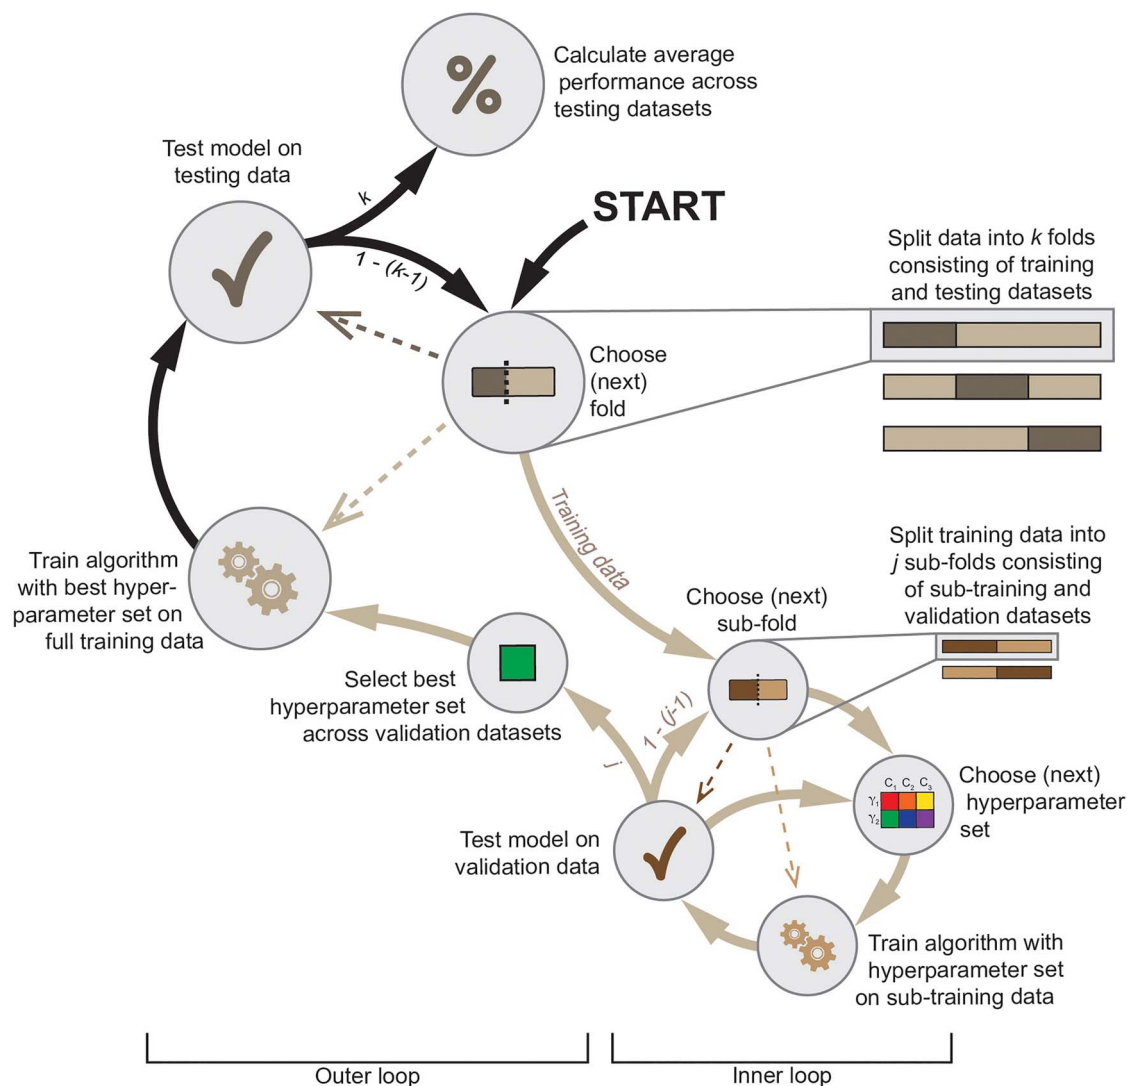 Calculate average
performance across
testing datasets
Test model on
testing data
k
START
1 - (k-1)
Split data into k folds
consisting of training
and testing datasets
Choose
(next)
fold
Training data
Split training data into
j sub-folds consisting
of sub-training and
validation datasets
Train algorithm
with best hyper-
parameter set on
full training data
Choose (next)
sub-fold
Select best
hyperparameter set
across validation datasets
j
1 - (j-1)
C1 C2 C3
γ1
γ2
Choose (next)
hyperparameter
set
Test model on
validation data
Train algorithm with
hyperparameter set
on sub-training data
Outer loop
Inner loop